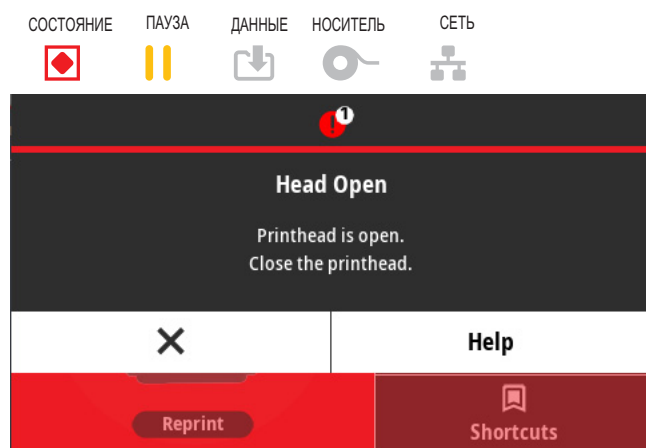 СОСТОЯНИЕ ПАУЗА ДАННЫЕ НОСИТЕЛЬ СЕТЬ
1
Head Open
Printhead is open.
Close the printhead.
Help
Reprint
Shortcuts